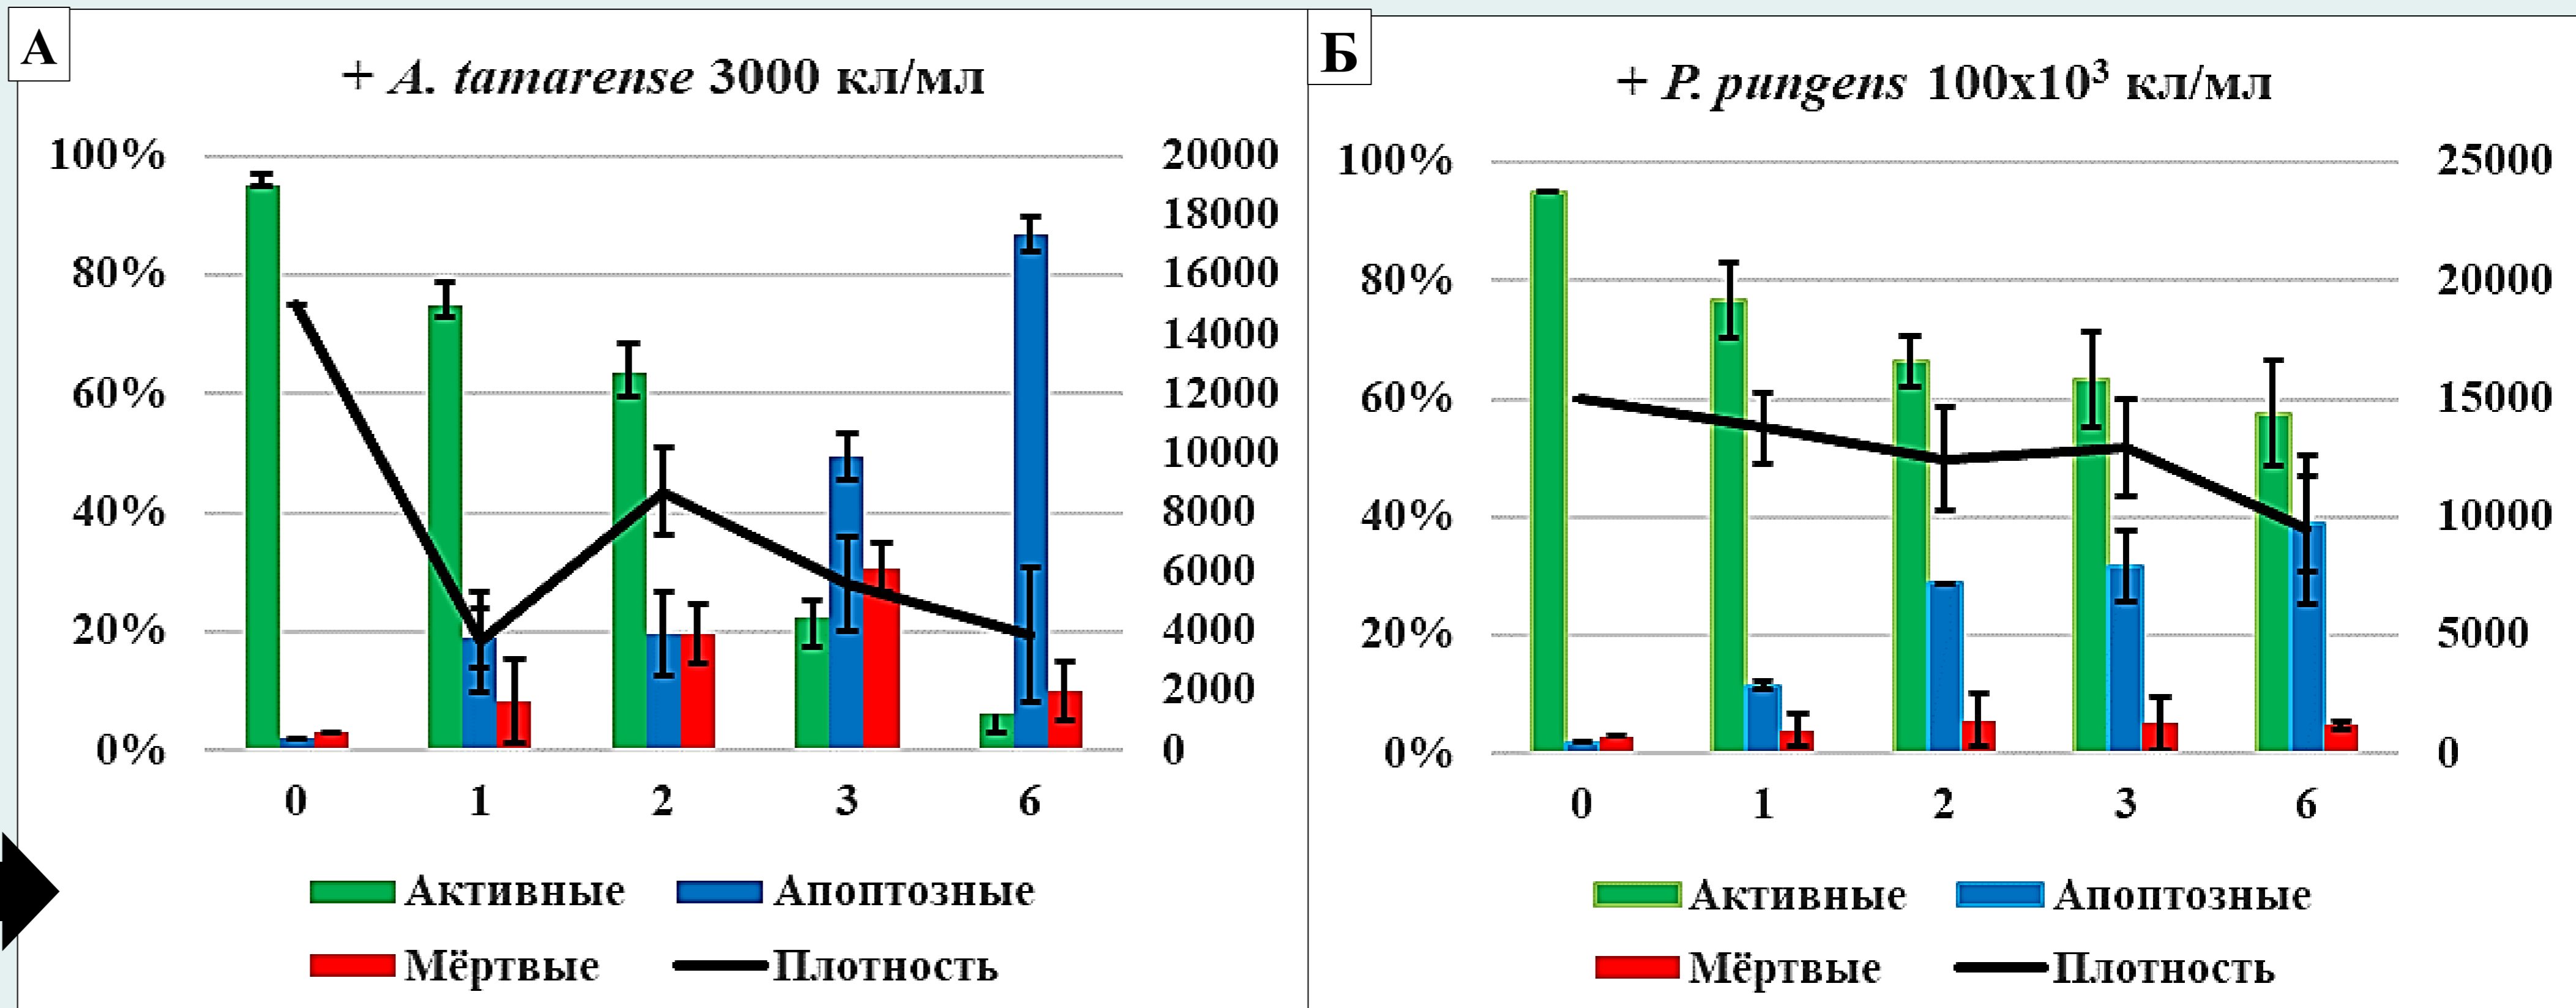 А
+ A. tamarense 3000 кл/мл
100%
80%
60%
40%
20%
0%
20000
18000
16000
14000
12000
10000
8000
6000
4000
2000
0
0 1 2 3 6
Активные Апоптозные
Мёртвые Плотность
Б
+ P. pungens 100x10³ кл/мл
100%
80%
60%
40%
20%
0%
25000
20000
15000
10000
5000
0
0 1 2 3 6
Активные Апоптозные
Мёртвые Плотность